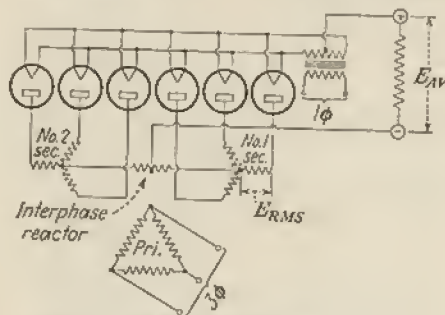 +
E_AV
1ϕ
No.2
sec.
No.1
sec.
Interphase
reactor
E_RMS
Pri.
3ϕ
−